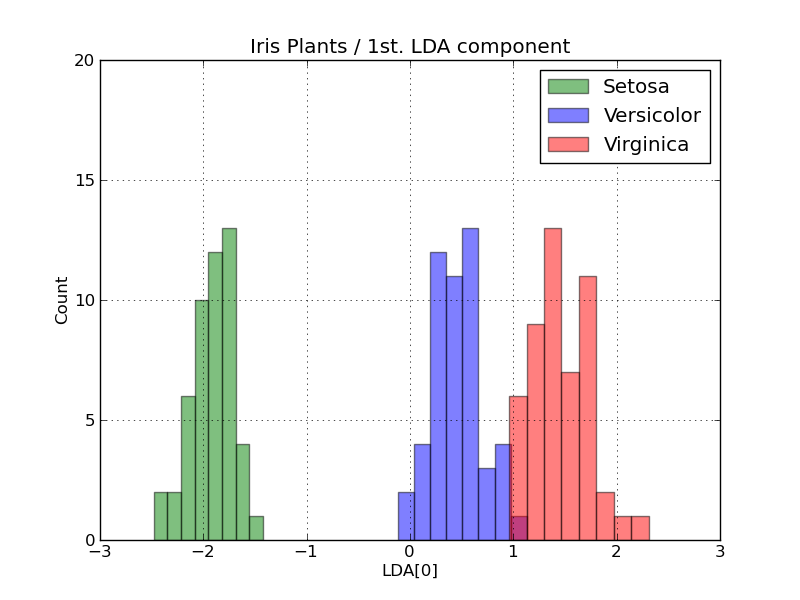 Iris Plants / 1st. LDA component
Setosa
Versicolor
Virginica
20
15
10
5
0
Count
−3 −2 −1 0 1 2 3
LDA[0]